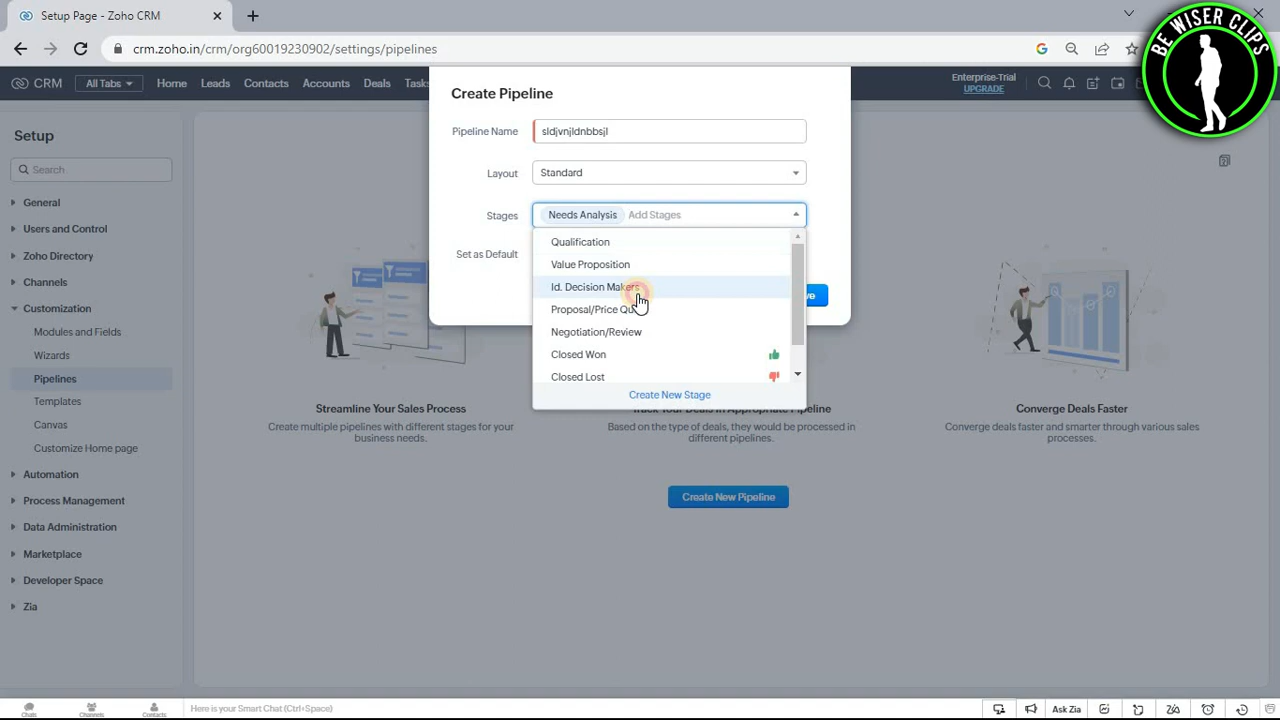 Setup Page - Zoho CRM
BE WISER CLIPS
crm.zoho.in/crm/org60019230902/settings/pipelines
CRM
All Tabs
Home
Leads
Contacts
Accounts
Deals
Tasks
Enterprise-Trial
UPGRADE
Setup
Search
General
Users and Control
Zoho Directory
Channels
Customization
Modules and Fields
Wizards
Pipelines
Templates
Canvas
Customize Home page
Automation
Process Management
Data Administration
Marketplace
Developer Space
Zia
Create Pipeline
Pipeline Name
sldjvnjldnbbsjl
Layout
Standard
Stages
Needs Analysis Add Stages
Set as Default
Qualification
Value Proposition
Id. Decision Makers
Proposal/Price
Negotiation/Review
Closed Won
Closed Lost
Create New Stage
Streamline Your Sales Process
Create multiple pipelines with different stages for your
business needs.
Track Your Deals in Appropriate Pipeline
Based on the type of deals, they would be processed in
different pipelines.
Converge Deals Faster
Converge deals faster and smarter through various sales
processes.
Create New Pipeline
Chats
Channels
Contacts
Here is your Smart Chat (Ctrl+Space)
Ask Zia